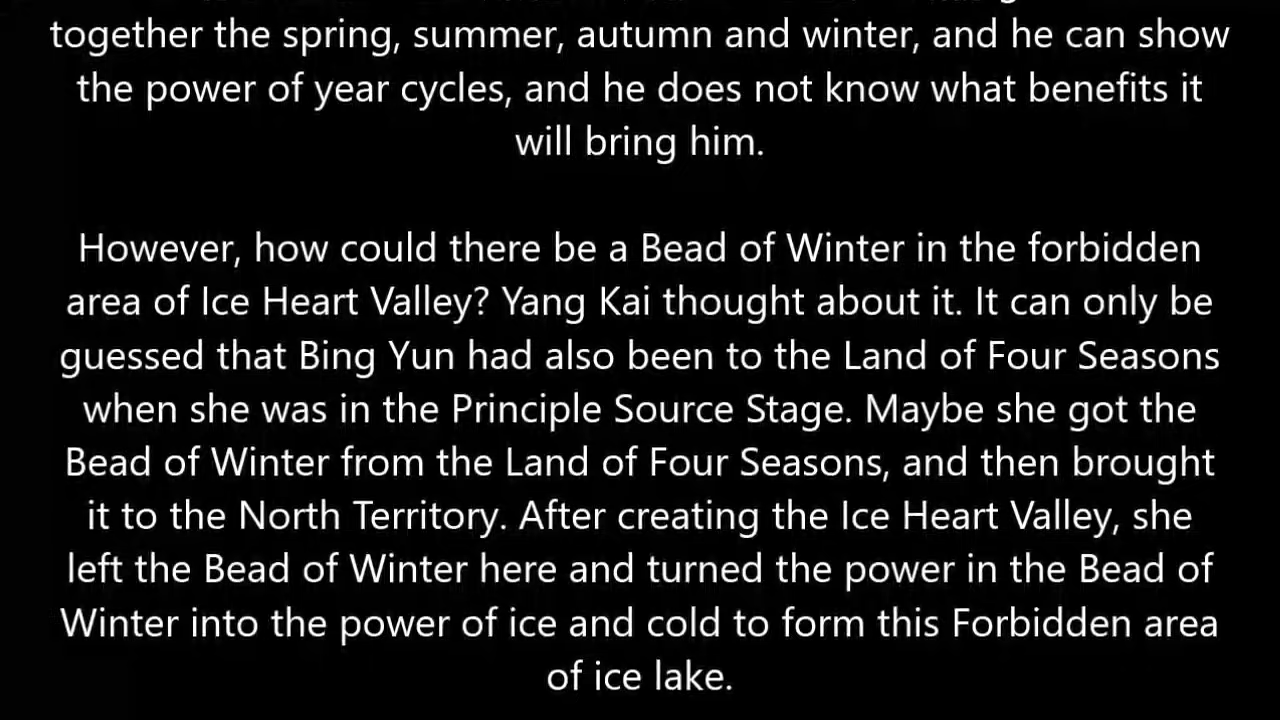 together the spring, summer, autumn and winter, and he can show
the power of year cycles, and he does not know what benefits it
will bring him.
However, how could there be a Bead of Winter in the forbidden
area of Ice Heart Valley? Yang Kai thought about it. It can only be
guessed that Bing Yun had also been to the Land of Four Seasons
when she was in the Principle Source Stage. Maybe she got the
Bead of Winter from the Land of Four Seasons, and then brought
it to the North Territory. After creating the Ice Heart Valley, she
left the Bead of Winter here and turned the power in the Bead of
Winter into the power of ice and cold to form this Forbidden area
of ice lake.